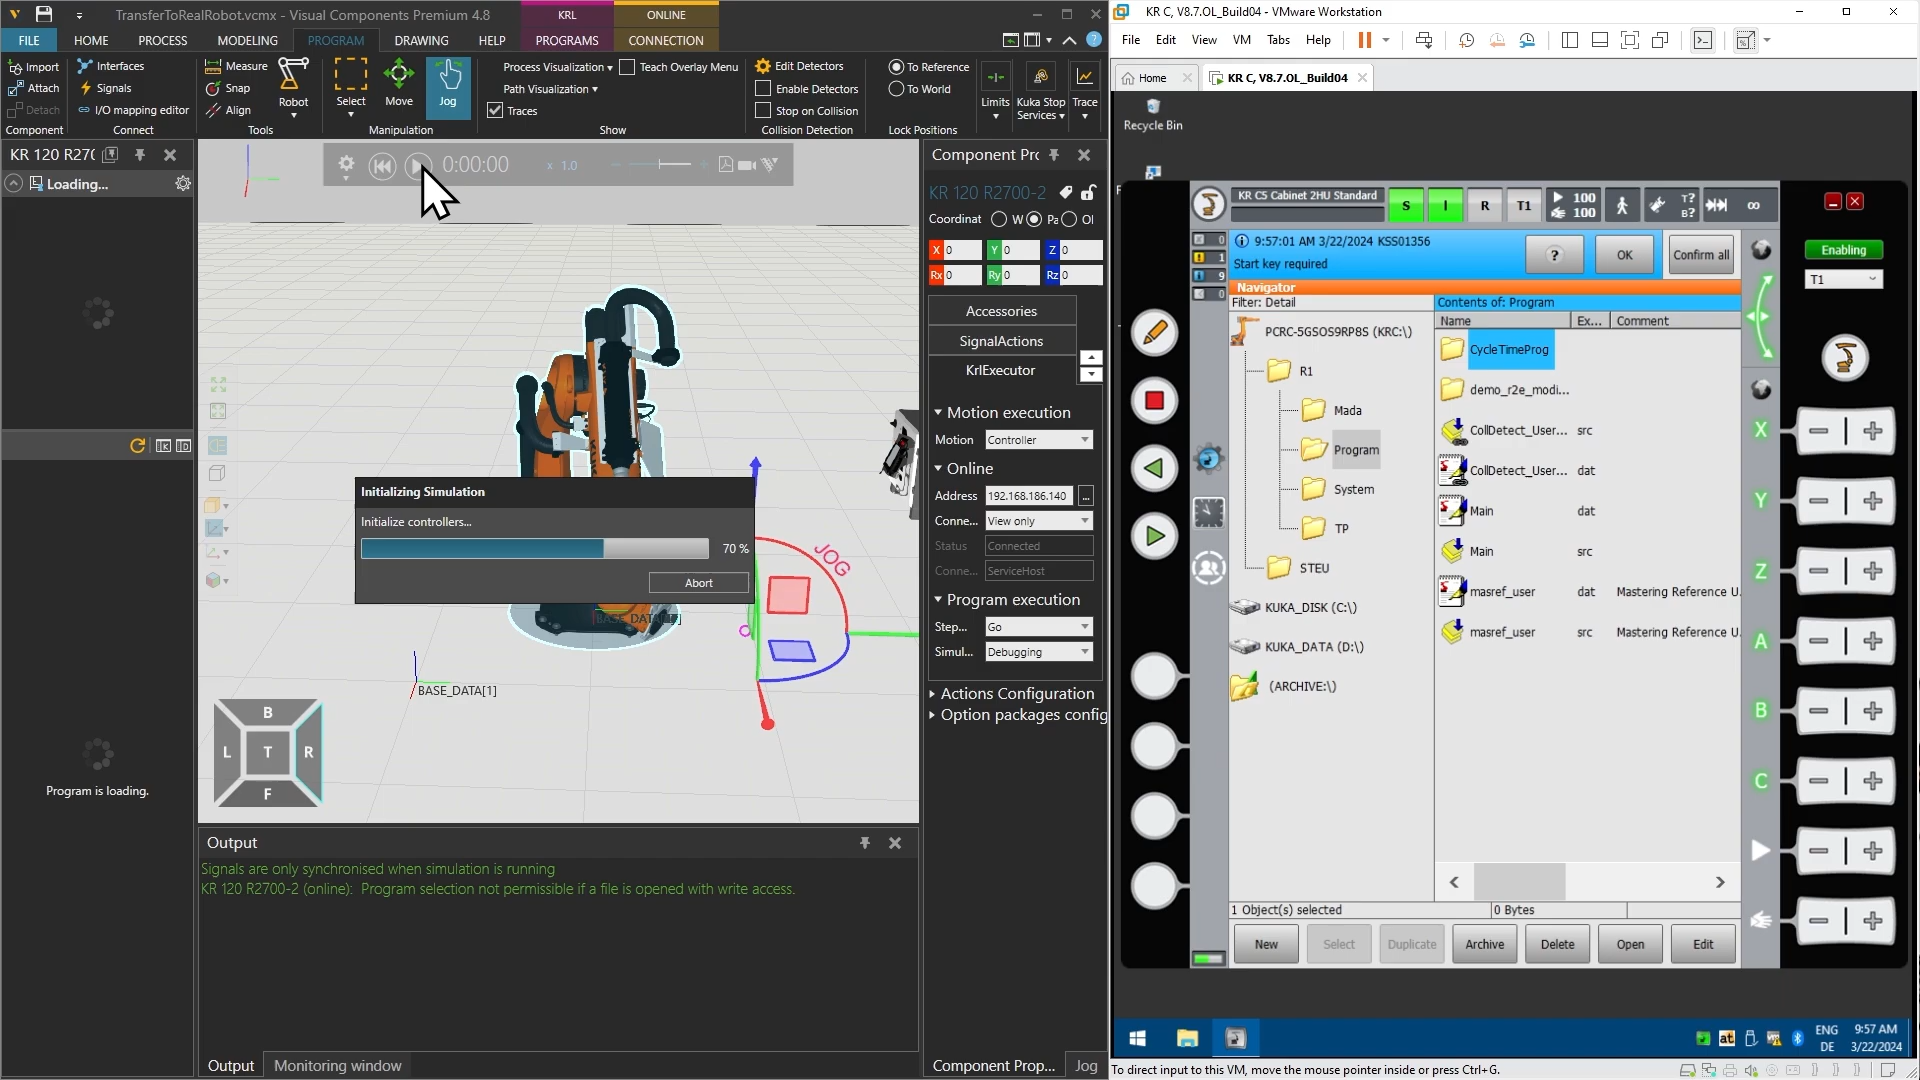 TransferToRealRobot.vcmx - Visual Components Premium 4.8
KRL
ONLINE
FILE HOME PROCESS MODELING PROGRAM DRAWING HELP PROGRAMS CONNECTION
Import
Attach
Detach
Component
Interfaces
Signals
I/O mapping editor
Connect
Measure
Snap
Align
Robot
Tools
Select
Move
Jog
Manipulation
Process Visualization
Path Visualization
Traces
Teach Overlay Menu
Show
Edit Detectors
Enable Detectors
Stop on Collision
Collision Detection
To Reference
To World
Lock Positions
Limits
Kuka Stop
Services
Trace
KR 120 R27
Loading...
Program is loading.
0:00:00
x 1.0
Initializing Simulation
Initialize controllers...
70 %
Abort
JOG
BASE_DATA[1]
B
L T R
F
Output
Signals are only synchronised when simulation is running
KR 120 R2700-2 (online): Program selection not permissible if a file is opened with write access.
Output Monitoring window
Component Prc
KR 120 R2700-2
Coordinat W Pa Ol
X 0 Y 0 Z 0
Rx 0 Ry 0 Rz 0
Accessories
SignalActions
KrlExecutor
Motion execution
Motion Controller
Online
Address 192.168.186.140 ...
Conne... View only
Status Connected
Conne... ServiceHost
Program execution
Step... Go
Simul... Debugging
Actions Configuration
Option packages config
Component Prop... Jog
KR C, V8.7.OL_Build04 - VMware Workstation
File Edit View VM Tabs Help
Home
KR C, V8.7.OL_Build04
Recycle Bin
KR C5 Cabinet 2HU Standard
S I R T1
100
100
T?
B?
∞
0
1
9
0
9:57:01 AM 3/22/2024 KSS01356
Start key required
?
OK
Confirm all
Enabling
T1
Navigator
Filter: Detail
Contents of: Program
Name Ex... Comment
PCRC-5GSOS9RP8S (KRC:\)
R1
Mada
Program
System
TP
STEU
KUKA_DISK (C:\)
KUKA_DATA (D:\)
(ARCHIVE:\)
CycleTimeProg
demo_r2e_modi...
CollDetect_User... src
CollDetect_User... dat
Main dat
Main src
masref_user dat Mastering Reference U.
masref_user src Mastering Reference U.
X
Y
Z
A
B
C
1 Object(s) selected
0 Bytes
New Select Duplicate Archive Delete Open Edit
ENG
DE
9:57 AM
3/22/2024
To direct input to this VM, move the mouse pointer inside or press Ctrl+G.